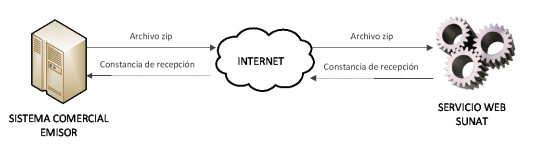 Archivo zip
Constancia de recepción
INTERNET
Archivo zip
Constancia de recepción
SISTEMA COMERCIAL
EMISOR
SERVICIO WEB
SUNAT